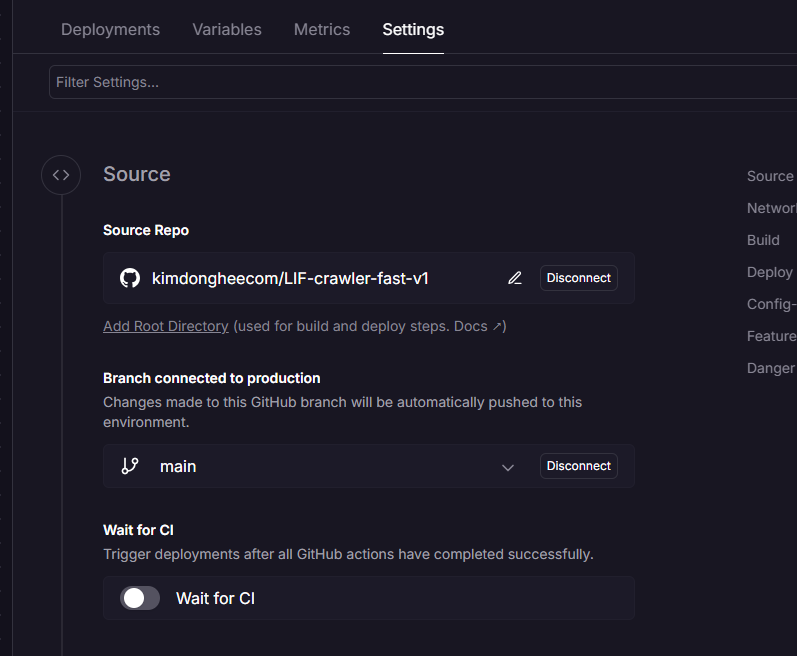 Deployments Variables Metrics Settings
Filter Settings...
Source
Source Repo
kimdongheecom/LIF-crawler-fast-v1 Disconnect
Add Root Directory (used for build and deploy steps. Docs ↗)
Branch connected to production
Changes made to this GitHub branch will be automatically pushed to this
environment.
main Disconnect
Wait for CI
Trigger deployments after all GitHub actions have completed successfully.
Wait for CI
Source
Networ
Build
Deploy
Config-
Feature
Danger